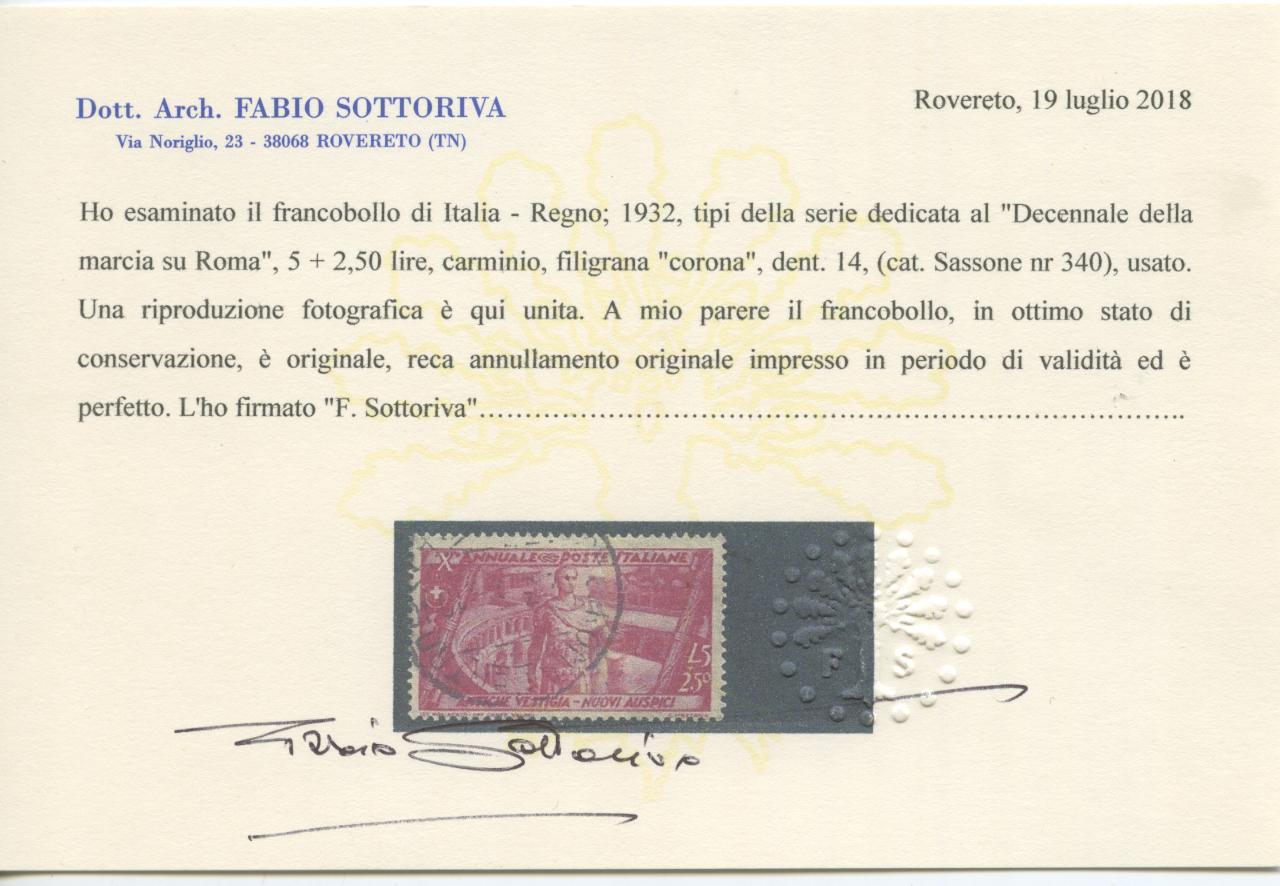 Dott. Arch. FABIO SOTTORIVA
Via Noriglio, 23 - 38068 ROVERETO (TN)
Rovereto, 19 luglio 2018
Ho esaminato il francobollo di Italia - Regno; 1932, tipi della serie dedicata al "Decennale della
marcia su Roma", 5 + 2,50 lire, carminio, filigrana "corona", dent. 14, (cat. Sassone nr 340), usato.
Una riproduzione fotografica è qui unita. A mio parere il francobollo, in ottimo stato di
conservazione, è originale, reca annullamento originale impresso in periodo di validità ed è
perfetto. L'ho firmato "F. Sottoriva"....................................................................................
X° ANNUALE POSTE ITALIANE
L5
2.50
ANTICHE VESTIGIA - NUOVI AUSPICI
F S
Fabio Sottoriva